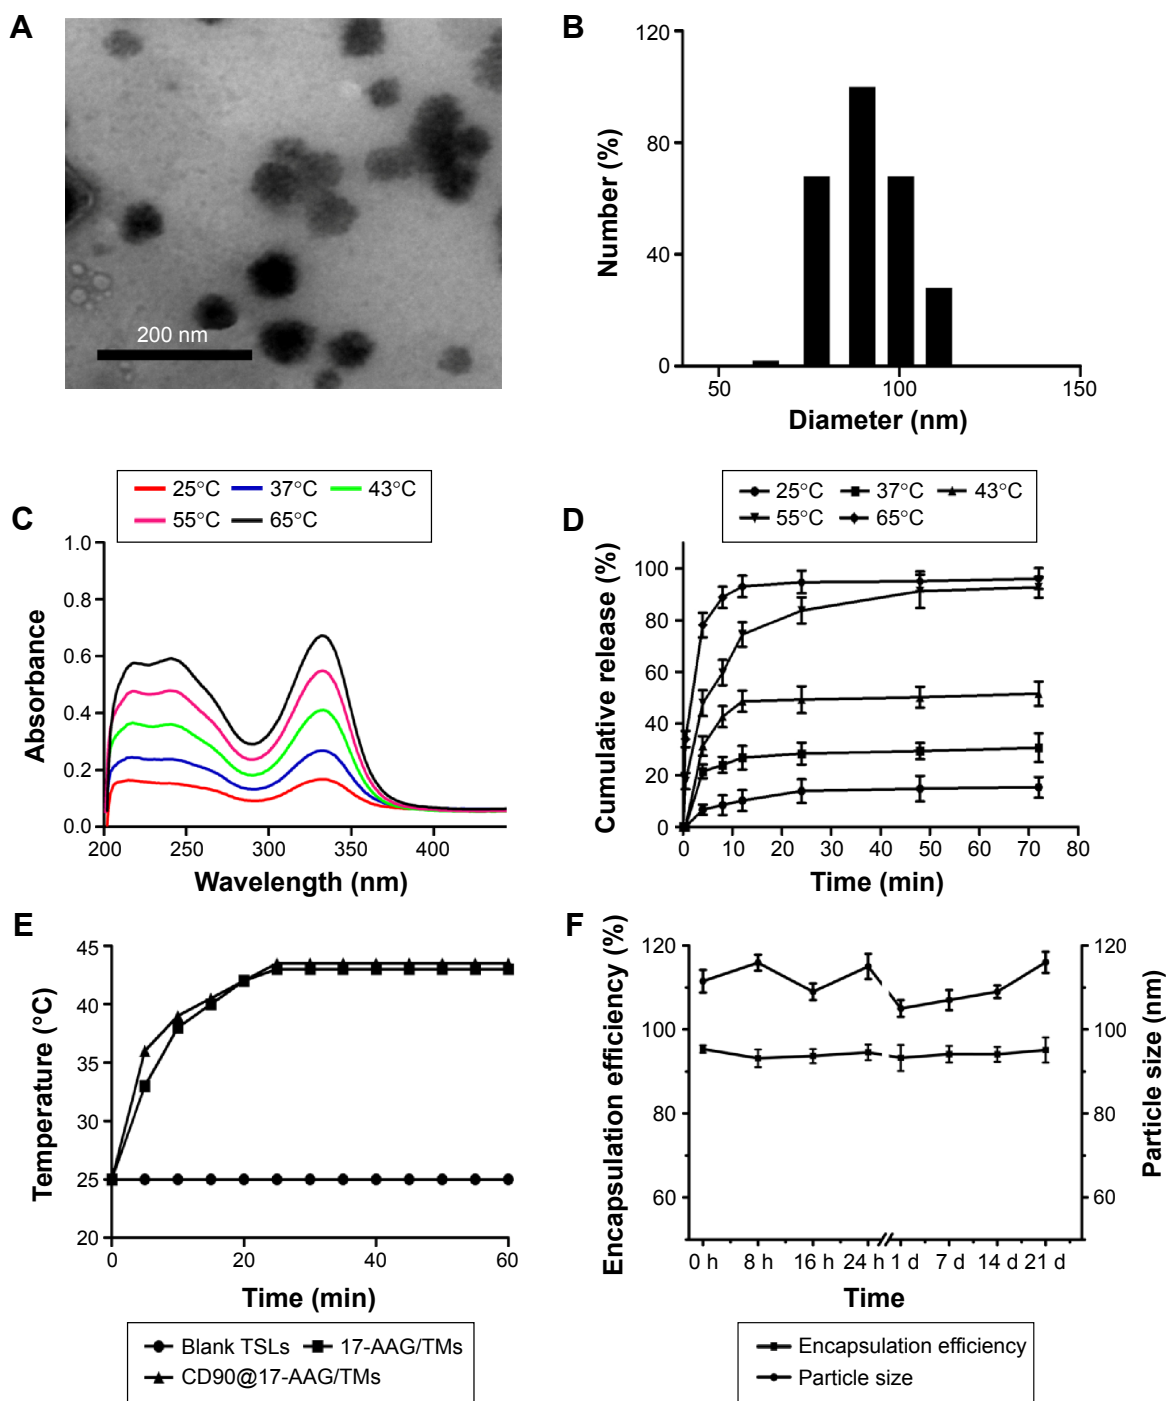 A
200 nm
B
Number (%)
120
80
40
0
50 100 150
Diameter (nm)
C
25°C 37°C 43°C
55°C 65°C
Absorbance
1.0
0.8
0.6
0.4
0.2
0.0
200 250 300 350 400
Wavelength (nm)
D
25°C 37°C 43°C
55°C 65°C
Cumulative release (%)
100
80
60
40
20
0
0 10 20 30 40 50 60 70 80
Time (min)
E
Temperature (°C)
45
40
35
30
25
20
0 20 40 60
Time (min)
Blank TSLs 17-AAG/TMs
CD90@17-AAG/TMs
F
Encapsulation efficiency (%)
120
100
80
60
Particle size (nm)
120
100
80
60
0 h 8 h 16 h 24 h 1 d 7 d 14 d 21 d
Time
Encapsulation efficiency
Particle size